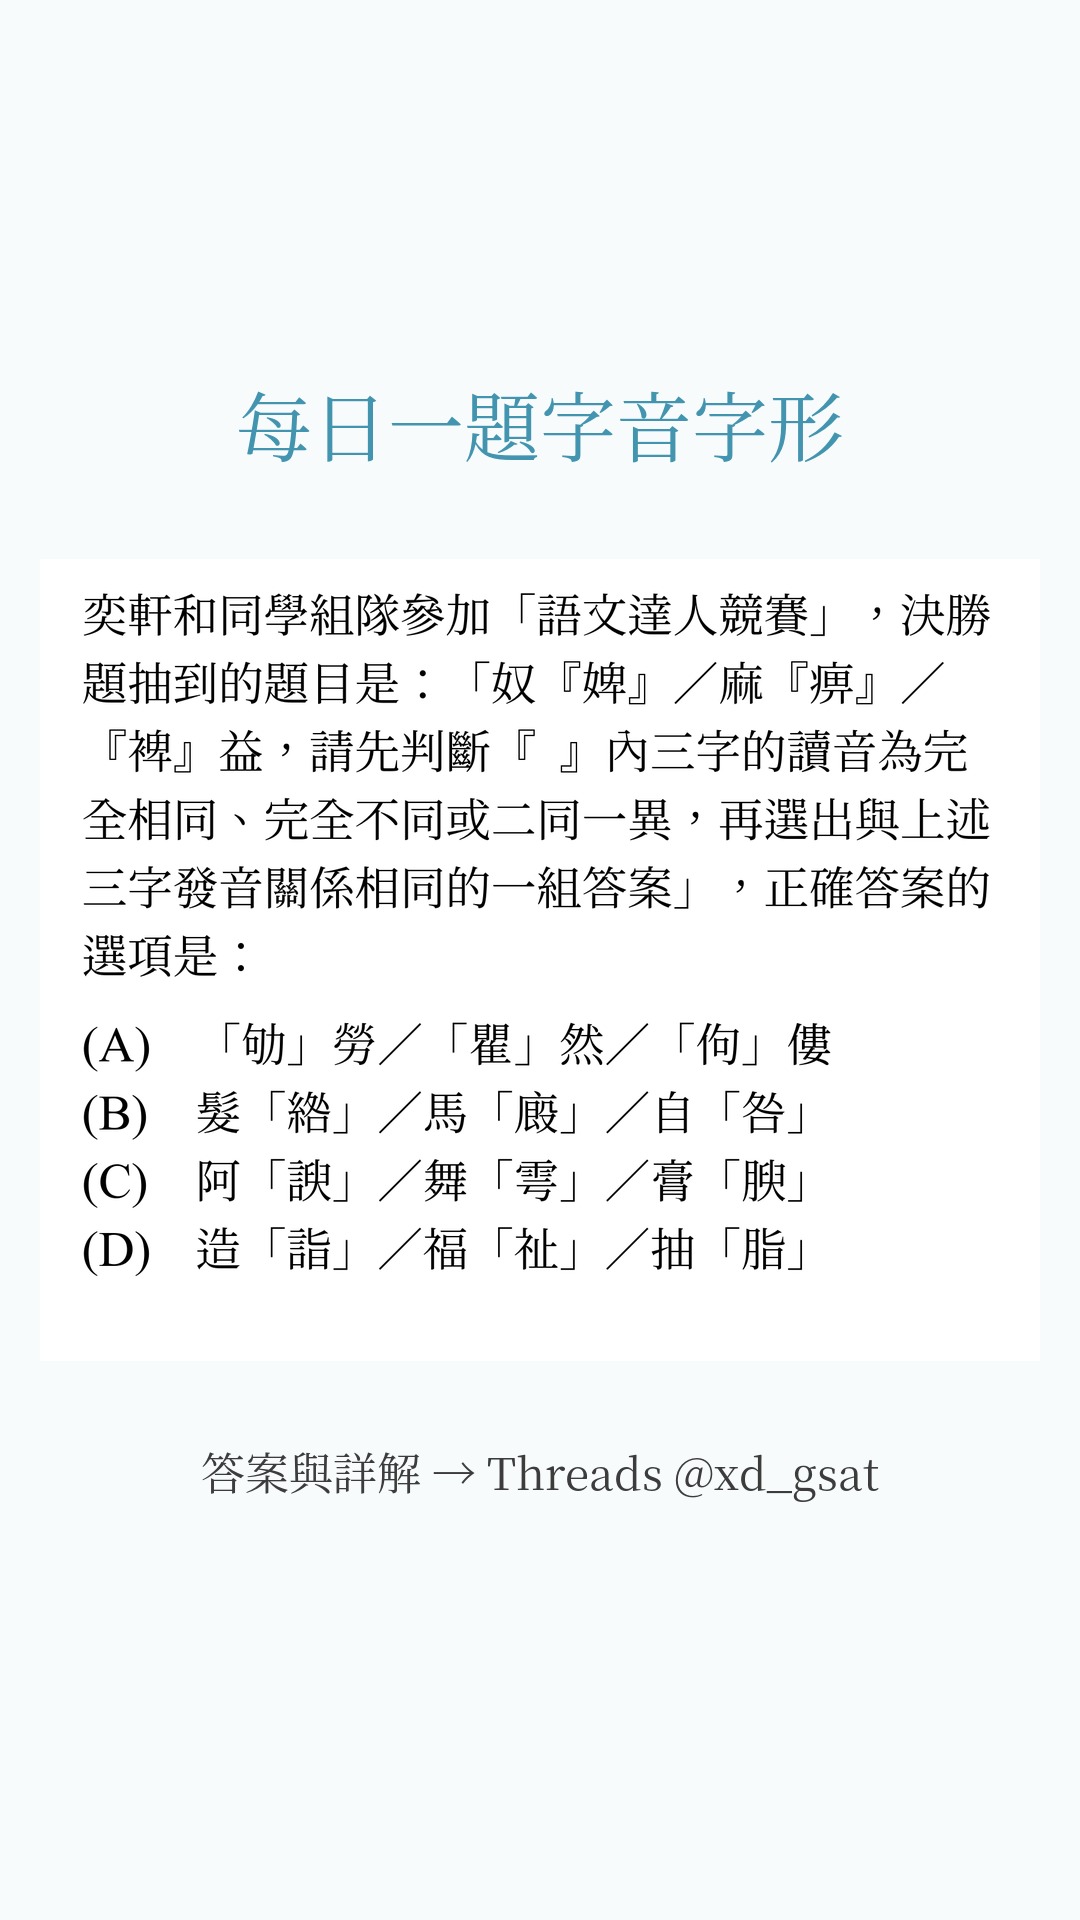 每日一題字音字形
奕軒和同學組隊參加「語文達人競賽」，決勝
題抽到的題目是：「奴『婢』／麻『痹』／
『裨』益，請先判斷『 』內三字的讀音為完
全相同、完全不同或二同一異，再選出與上述
三字發音關係相同的一組答案」，正確答案的
選項是：
(A) 「劬」勞／「瞿」然／「佝」僂
(B) 髮「綹」／馬「廄」／自「咎」
(C) 阿「諛」／舞「雩」／膏「腴」
(D) 造「詣」／福「祉」／抽「脂」
答案與詳解 → Threads @xd_gsat